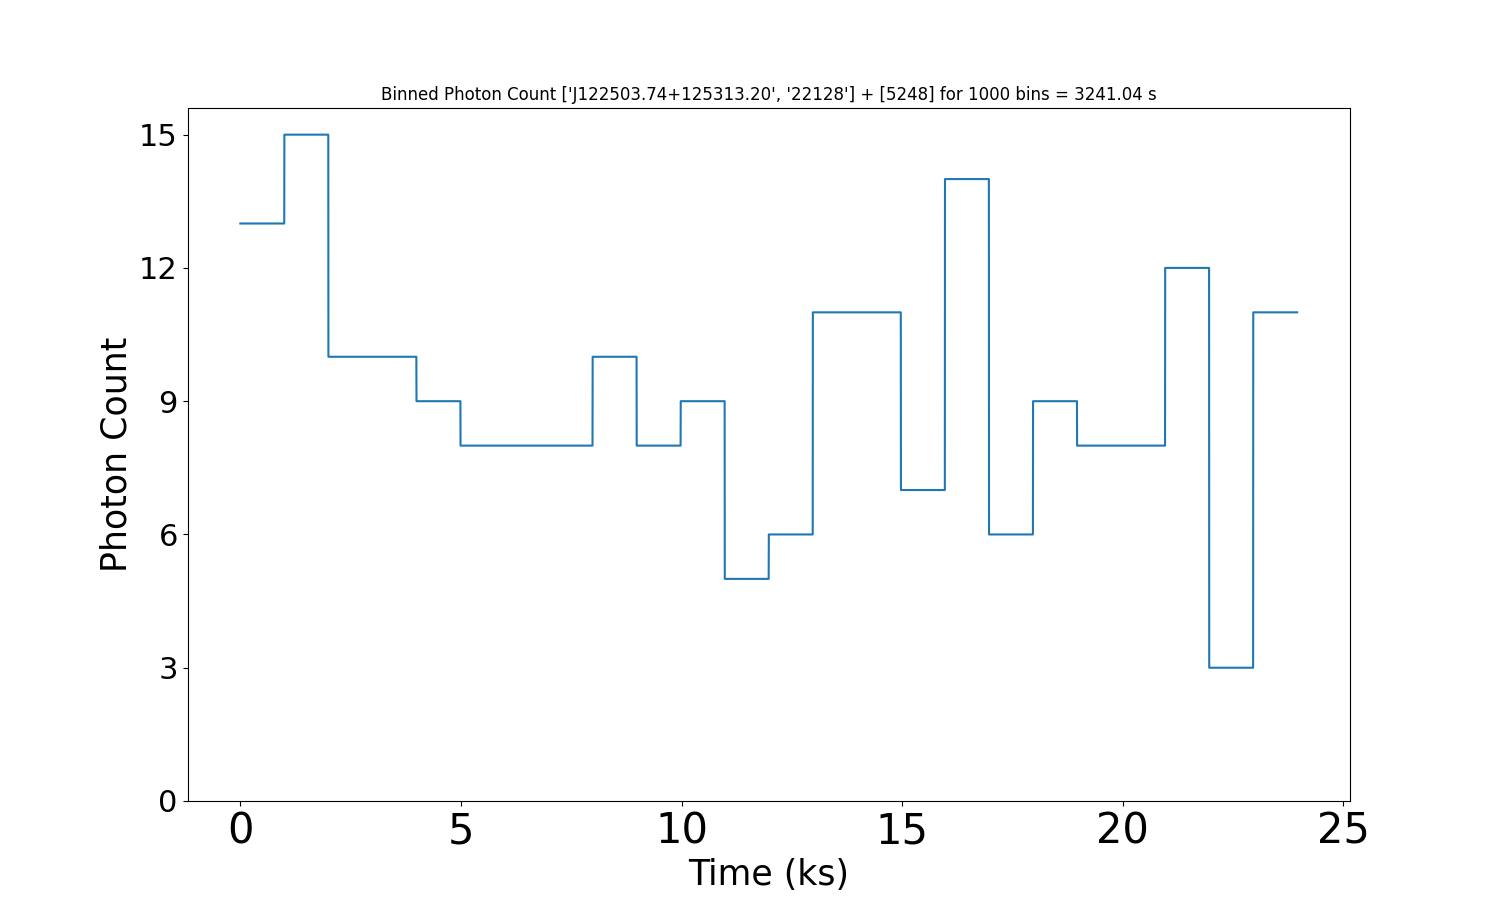 Binned Photon Count ['J122503.74+125313.20', '22128'] + [5248] for 1000 bins = 3241.04 s
15
12
9
6
3
0
Photon Count
0 5 10 15 20 25
Time (ks)